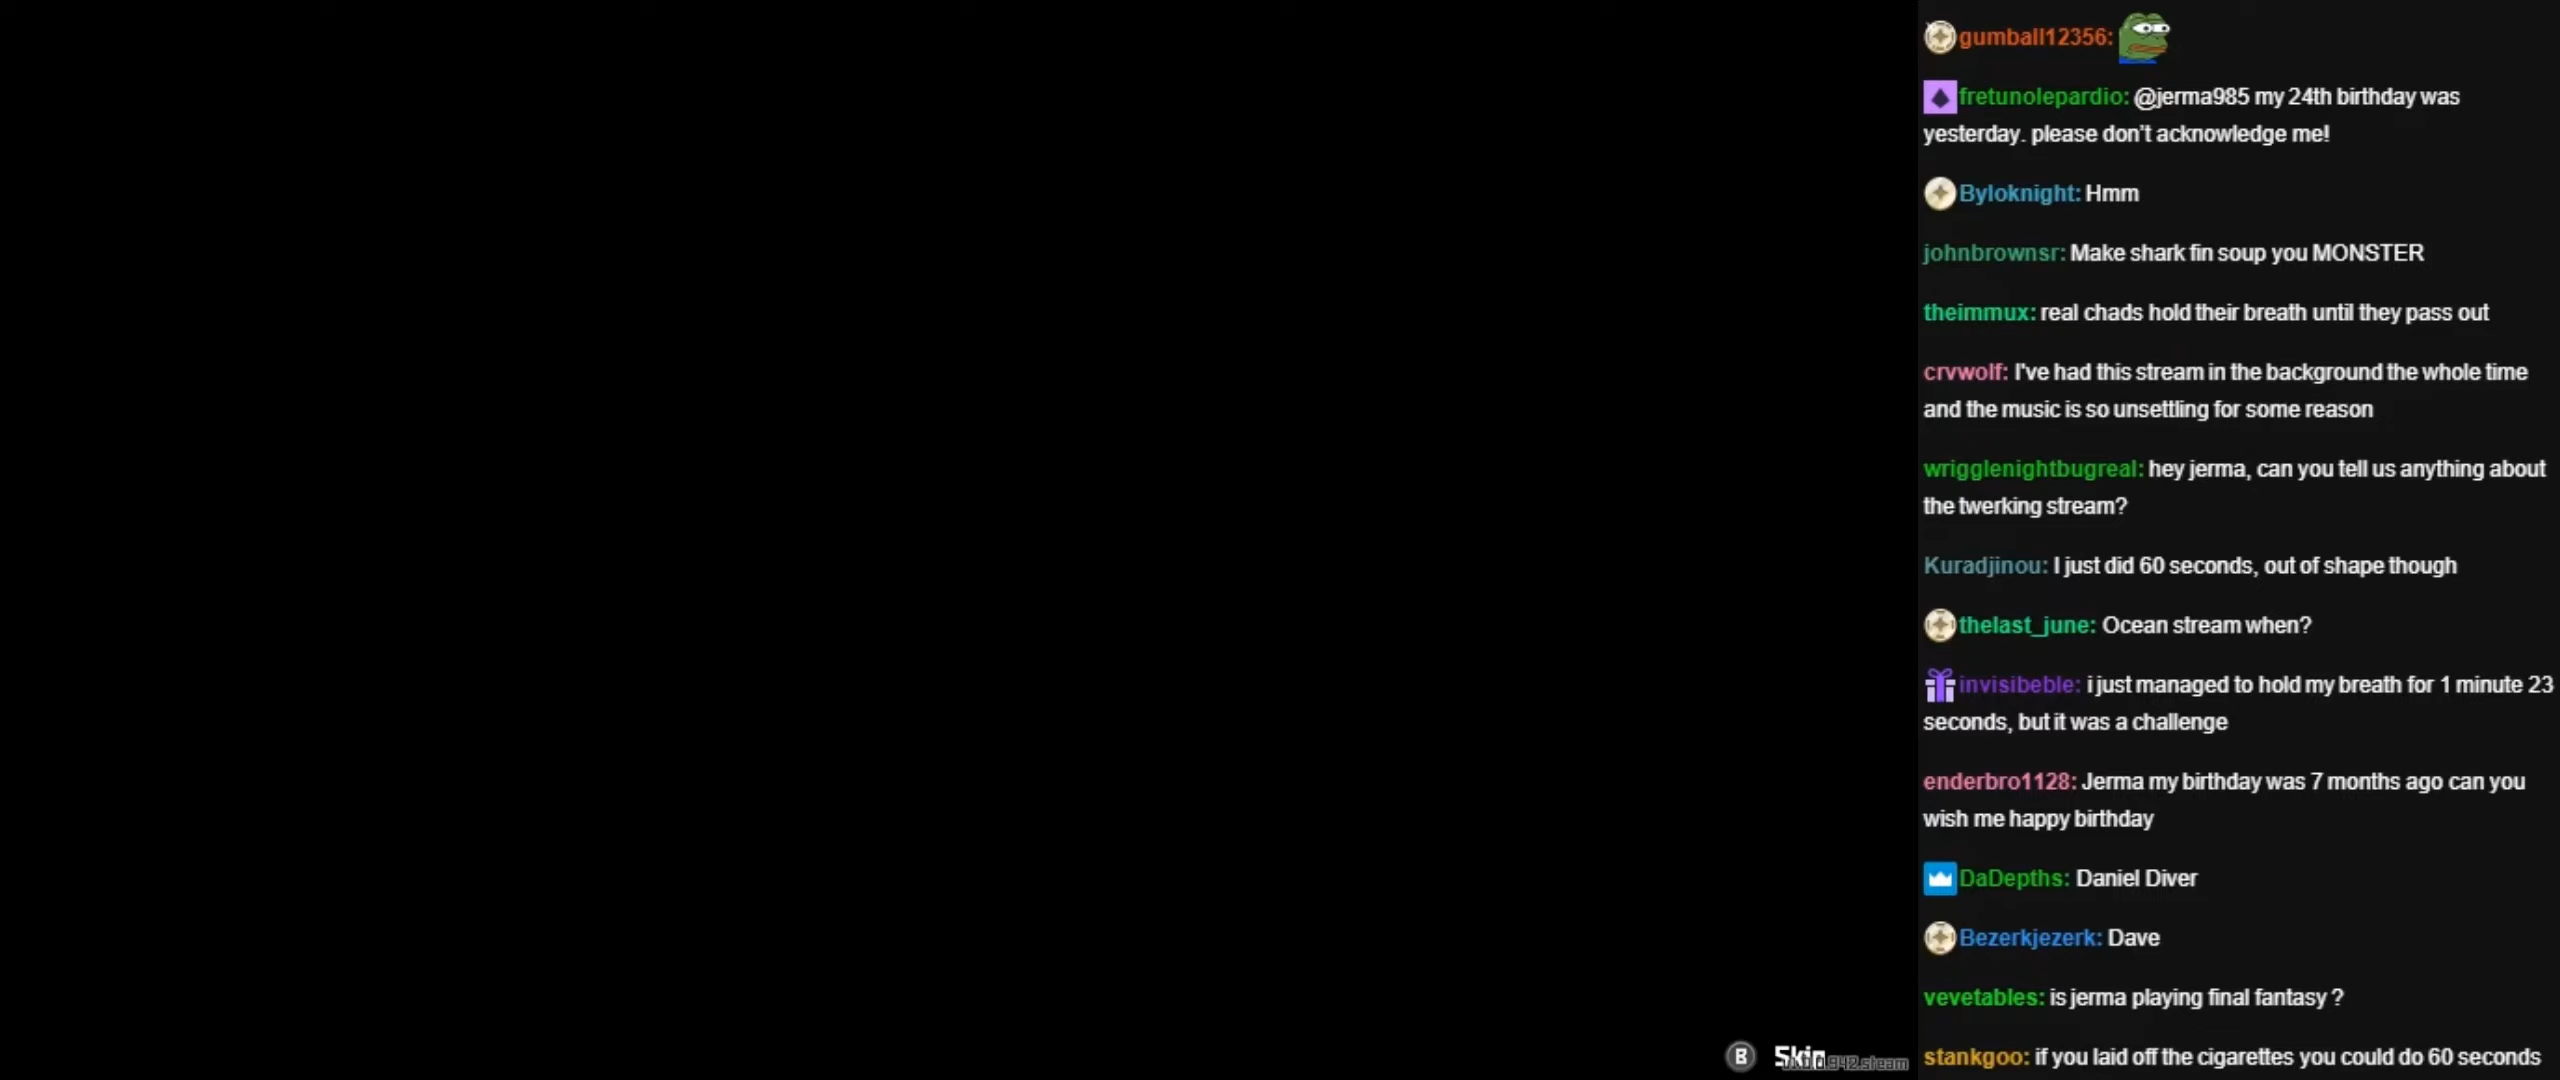 gumball12356:
fretunolepardio: @jerma985 my 24th birthday was
yesterday. please don't acknowledge me!
Byloknight: Hmm
johnbrownsr: Make shark fin soup you MONSTER
theimmux: real chads hold their breath until they pass out
crvwolf: I've had this stream in the background the whole time
and the music is so unsettling for some reason
wrigglenightbugreal: hey jerma, can you tell us anything about
the twerking stream?
Kuradjinou: I just did 60 seconds, out of shape though
thelast_june: Ocean stream when?
invisibeble: i just managed to hold my breath for 1 minute 23
seconds, but it was a challenge
enderbro1128: Jerma my birthday was 7 months ago can you
wish me happy birthday
DaDepths: Daniel Diver
Bezerkjezerk: Dave
vevetables: is jerma playing final fantasy ?
stankgoo: if you laid off the cigarettes you could do 60 seconds
B Skip